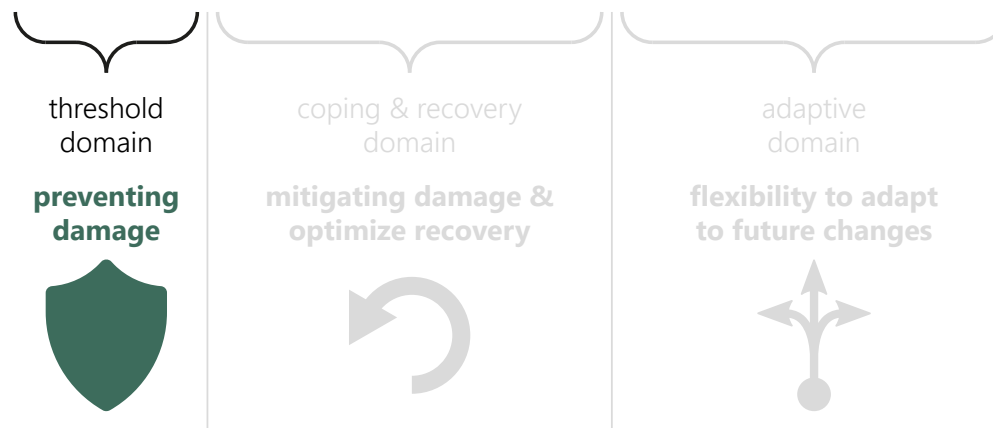 threshold
domain
preventing
damage
coping & recovery
domain
mitigating damage &
optimize recovery
adaptive
domain
flexibility to adapt
to future changes